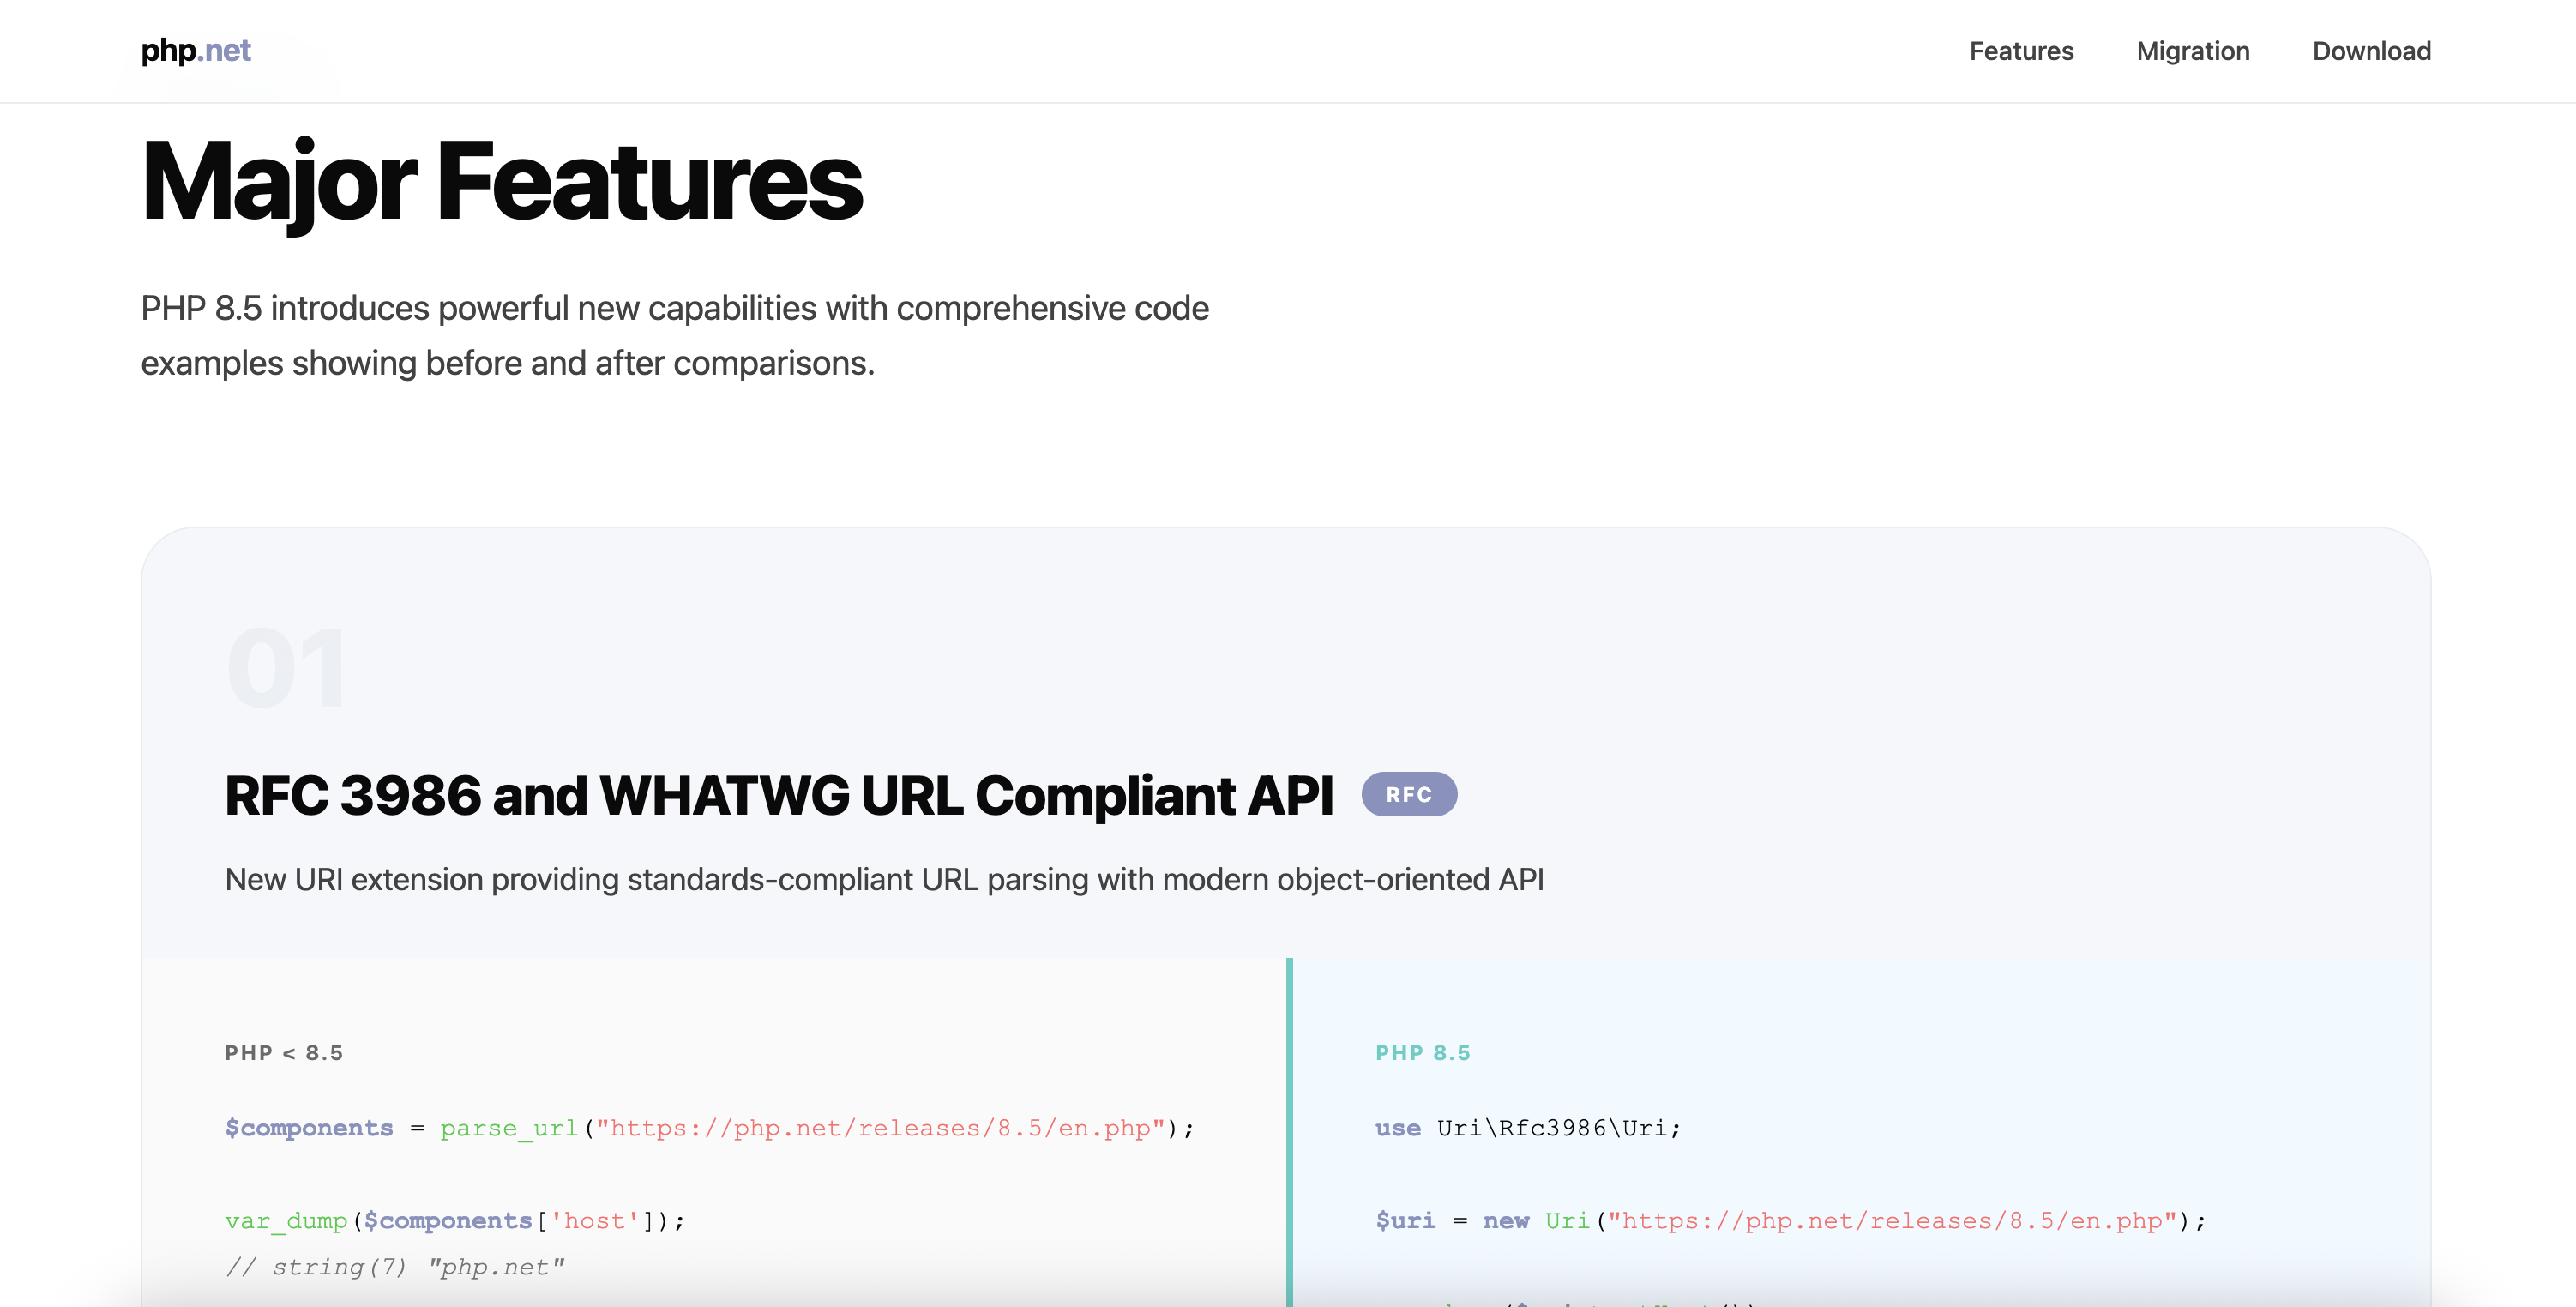 php.net
Features
Migration
Download
Major Features
PHP 8.5 introduces powerful new capabilities with comprehensive code
examples showing before and after comparisons.
01
RFC 3986 and WHATWG URL Compliant API RFC
New URI extension providing standards-compliant URL parsing with modern object-oriented API
PHP < 8.5
$components = parse_url("https://php.net/releases/8.5/en.php");
var_dump($components['host']);
// string(7) "php.net"
PHP 8.5
use Uri\Rfc3986\Uri;
$uri = new Uri("https://php.net/releases/8.5/en.php");